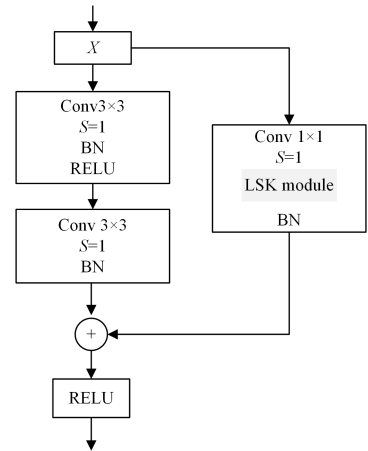 X
Conv3×3
S=1
BN
RELU
Conv 1×1
S=1
LSK module
BN
Conv 3×3
S=1
BN
+
RELU